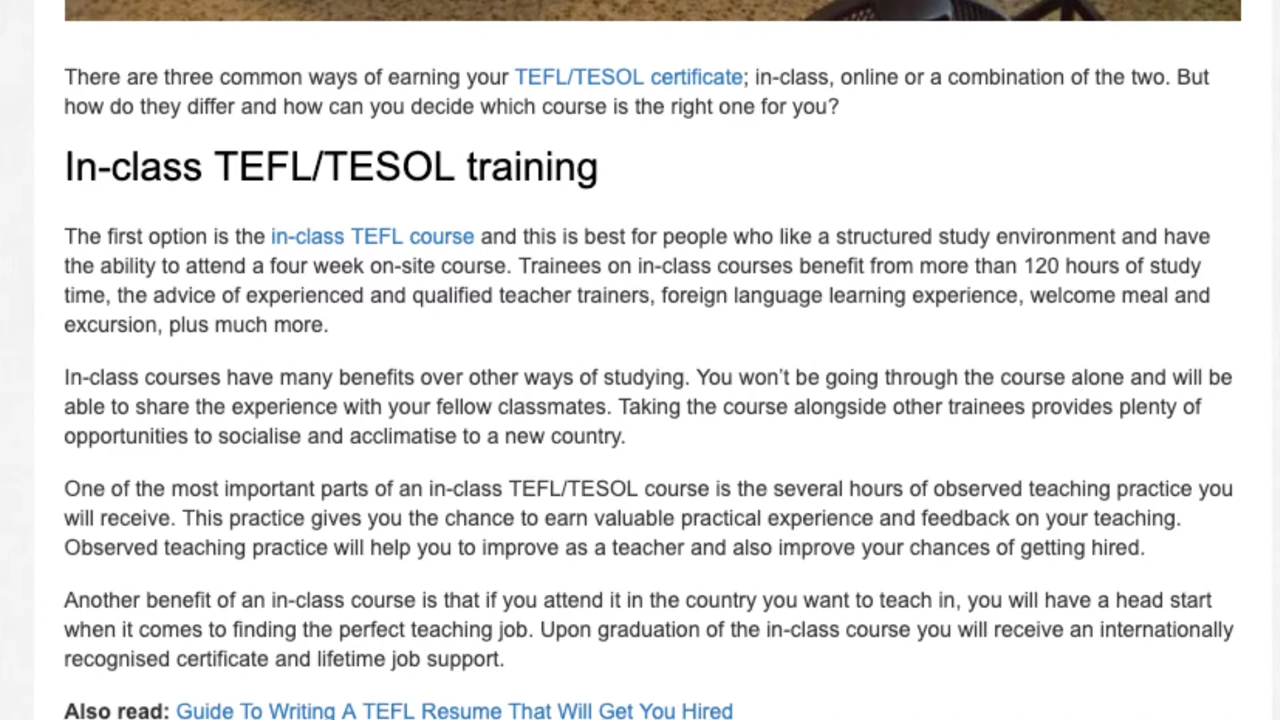 There are three common ways of earning your TEFL/TESOL certificate; in-class, online or a combination of the two. But
how do they differ and how can you decide which course is the right one for you?
In-class TEFL/TESOL training
The first option is the in-class TEFL course and this is best for people who like a structured study environment and have
the ability to attend a four week on-site course. Trainees on in-class courses benefit from more than 120 hours of study
time, the advice of experienced and qualified teacher trainers, foreign language learning experience, welcome meal and
excursion, plus much more.
In-class courses have many benefits over other ways of studying. You won’t be going through the course alone and will be
able to share the experience with your fellow classmates. Taking the course alongside other trainees provides plenty of
opportunities to socialise and acclimatise to a new country.
One of the most important parts of an in-class TEFL/TESOL course is the several hours of observed teaching practice you
will receive. This practice gives you the chance to earn valuable practical experience and feedback on your teaching.
Observed teaching practice will help you to improve as a teacher and also improve your chances of getting hired.
Another benefit of an in-class course is that if you attend it in the country you want to teach in, you will have a head start
when it comes to finding the perfect teaching job. Upon graduation of the in-class course you will receive an internationally
recognised certificate and lifetime job support.
Also read: Guide To Writing A TEFL Resume That Will Get You Hired